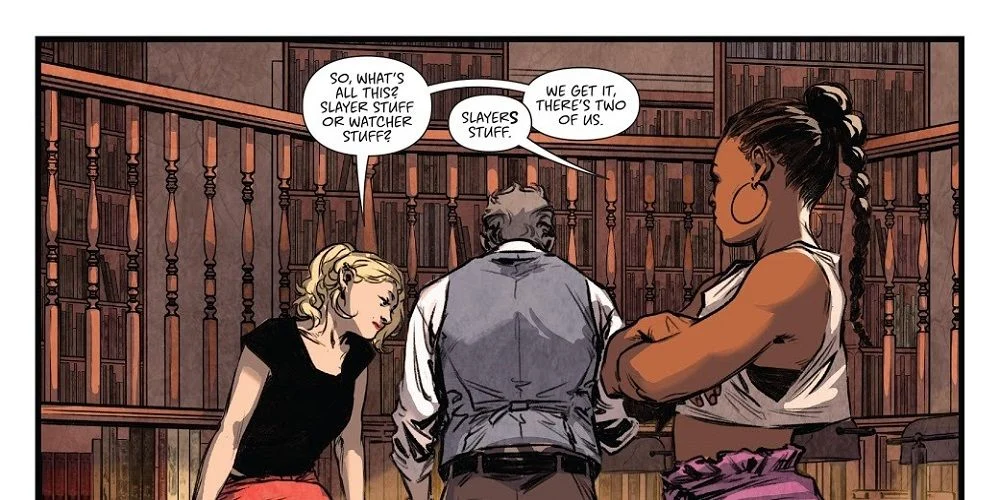 SO, WHAT'S
ALL THIS?
SLAYER STUFF
OR WATCHER
STUFF?
SLAYERS
STUFF.
WE GET IT,
THERE'S TWO
OF US.